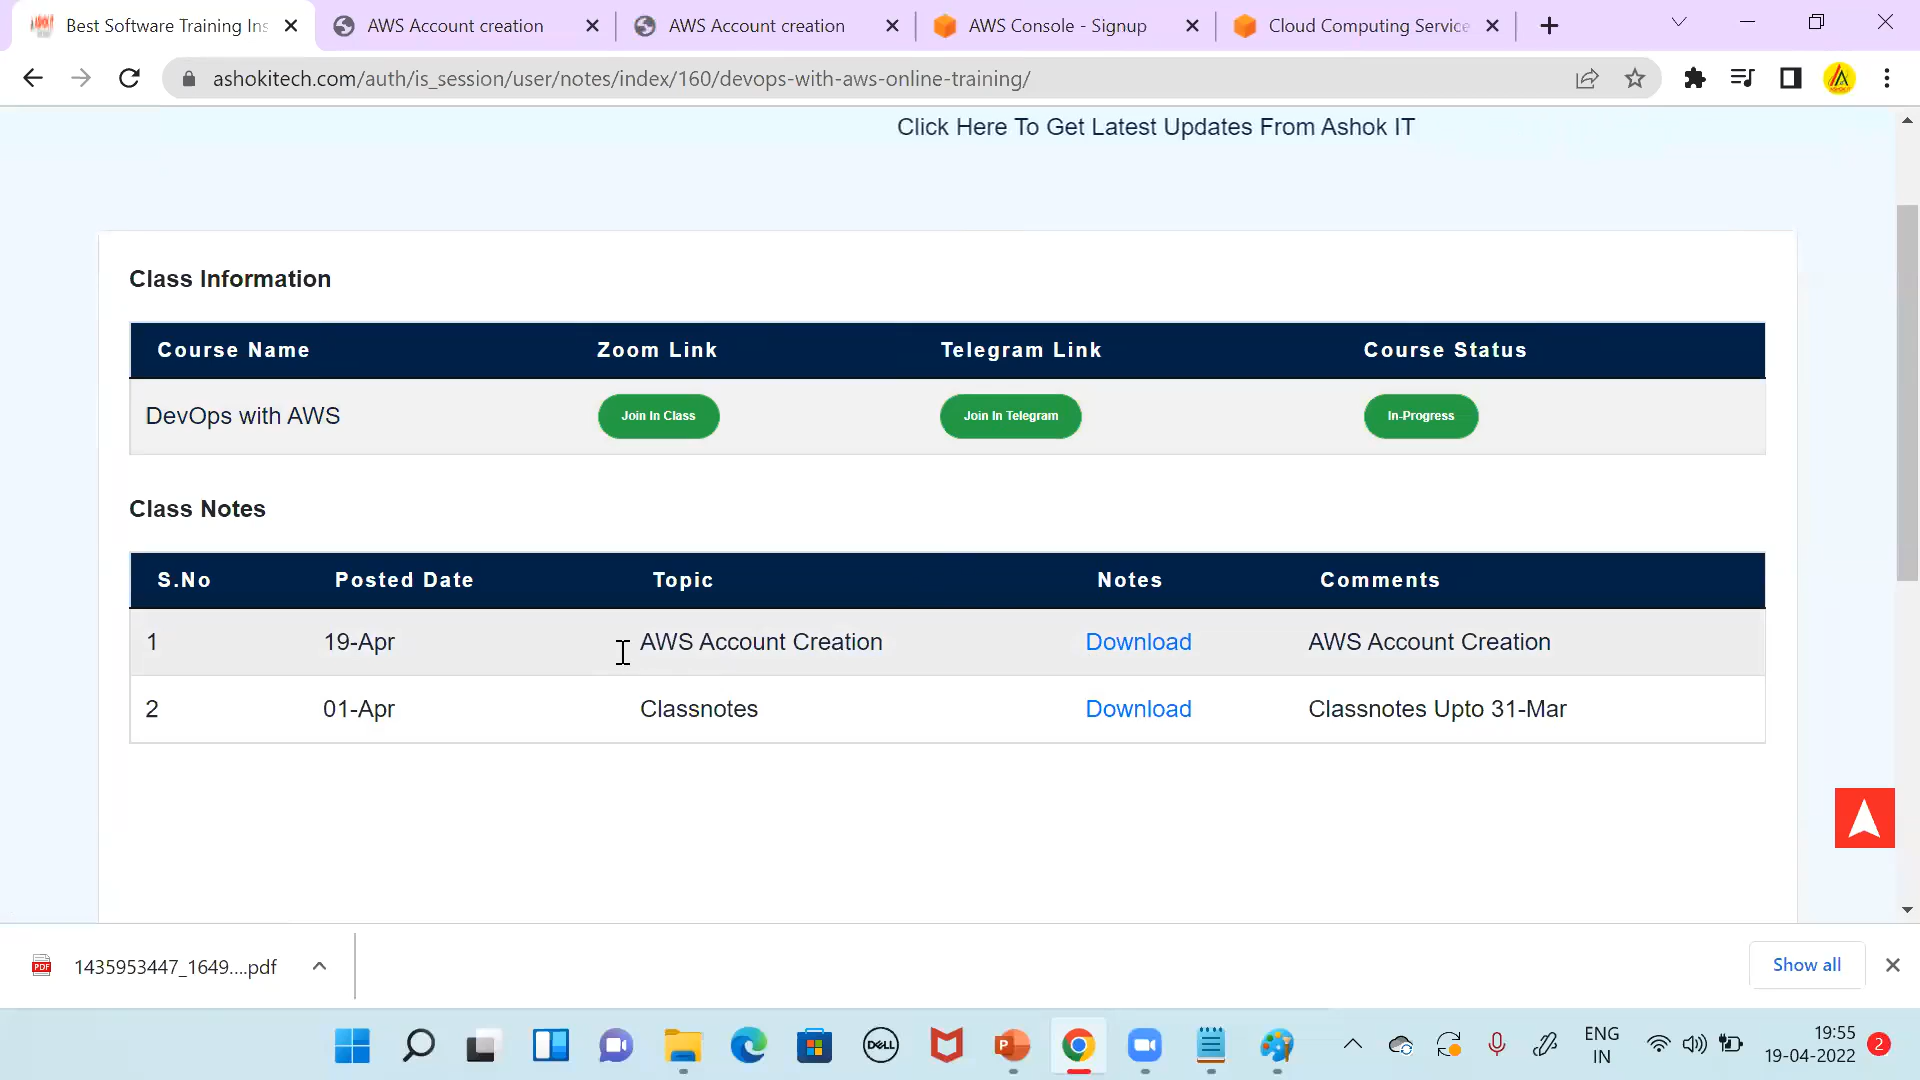 Best Software Training Ins
AWS Account creation
AWS Account creation
AWS Console - Signup
Cloud Computing Service
ashokitech.com/auth/is_session/user/notes/index/160/devops-with-aws-online-training/
Click Here To Get Latest Updates From Ashok IT
Class Information
Course Name Zoom Link Telegram Link Course Status
DevOps with AWS Join In Class Join In Telegram In-Progress
Class Notes
S.No Posted Date Topic Notes Comments
1 19-Apr AWS Account Creation Download AWS Account Creation
2 01-Apr Classnotes Download Classnotes Upto 31-Mar
PDF 1435953447_1649....pdf Show all
DELL
P
ENG
IN
19:55
19-04-2022
2